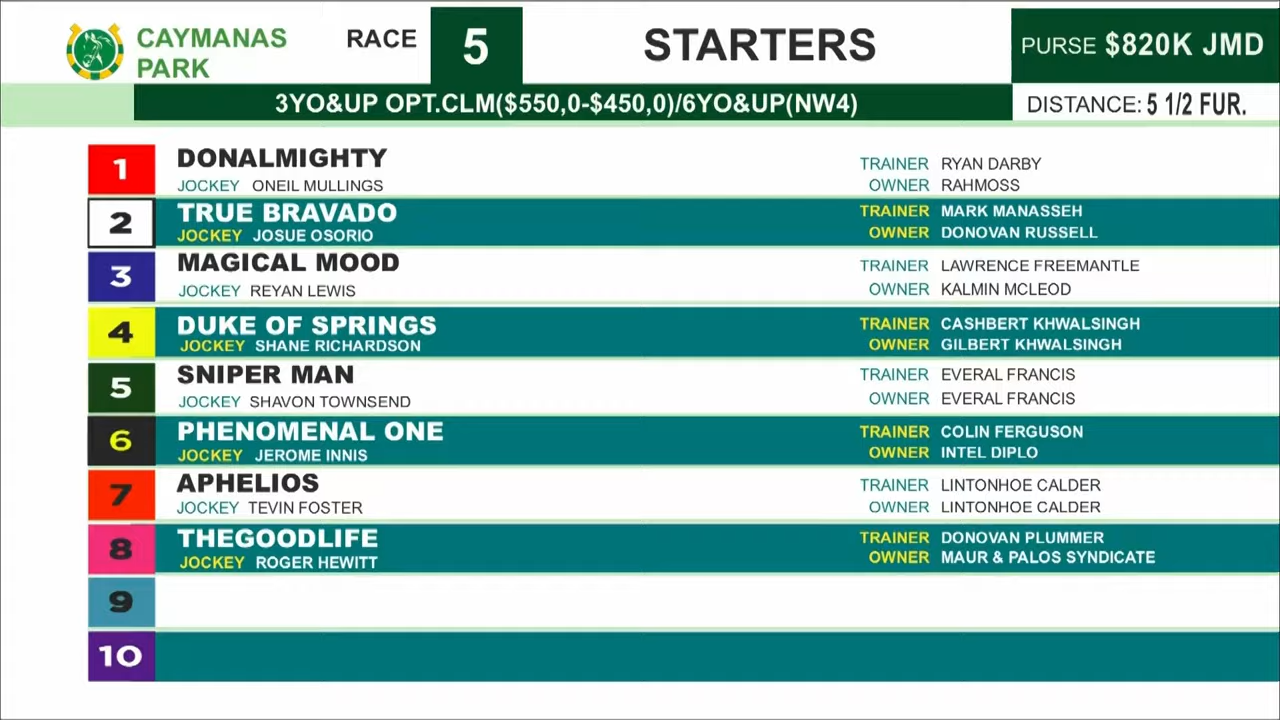 CAYMANAS PARK
RACE 5
STARTERS
PURSE $820K JMD
3YO&UP OPT.CLM($550,0-$450,0)/6YO&UP(NW4)
DISTANCE: 5 1/2 FUR.
1 DONALMIGHTY
JOCKEY ONEIL MULLINGS
TRAINER RYAN DARBY
OWNER RAHMOSS
2 TRUE BRAVADO
JOCKEY JOSUE OSORIO
TRAINER MARK MANASSEH
OWNER DONOVAN RUSSELL
3 MAGICAL MOOD
JOCKEY REYAN LEWIS
TRAINER LAWRENCE FREEMANTLE
OWNER KALMIN MCLEOD
4 DUKE OF SPRINGS
JOCKEY SHANE RICHARDSON
TRAINER CASHBERT KHWALSINGH
OWNER GILBERT KHWALSINGH
5 SNIPER MAN
JOCKEY SHAVON TOWNSEND
TRAINER EVERAL FRANCIS
OWNER EVERAL FRANCIS
6 PHENOMENAL ONE
JOCKEY JEROME INNIS
TRAINER COLIN FERGUSON
OWNER INTEL DIPLO
7 APHELIOS
JOCKEY TEVIN FOSTER
TRAINER LINTONHOE CALDER
OWNER LINTONHOE CALDER
8 THEGOODLIFE
JOCKEY ROGER HEWITT
TRAINER DONOVAN PLUMMER
OWNER MAUR & PALOS SYNDICATE
9
10